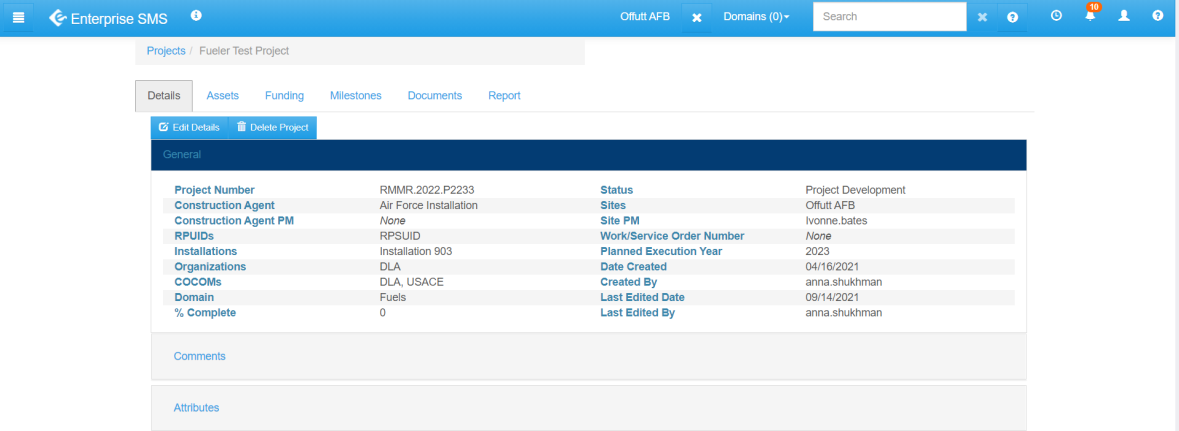 Enterprise SMS Offutt AFB Domains (0) Search 10
Projects / Fueler Test Project
Details Assets Funding Milestones Documents Report
Edit Details Delete Project
General
Project Number RMMR.2022.P2233 Status Project Development
Construction Agent Air Force Installation Sites Offutt AFB
Construction Agent PM None Site PM Ivonne.bates
RPUIDs RPSUID Work/Service Order Number None
Installations Installation 903 Planned Execution Year 2023
Organizations DLA Date Created 04/16/2021
COCOMs DLA, USACE Created By anna.shukhman
Domain Fuels Last Edited Date 09/14/2021
% Complete 0 Last Edited By anna.shukhman
Comments
Attributes